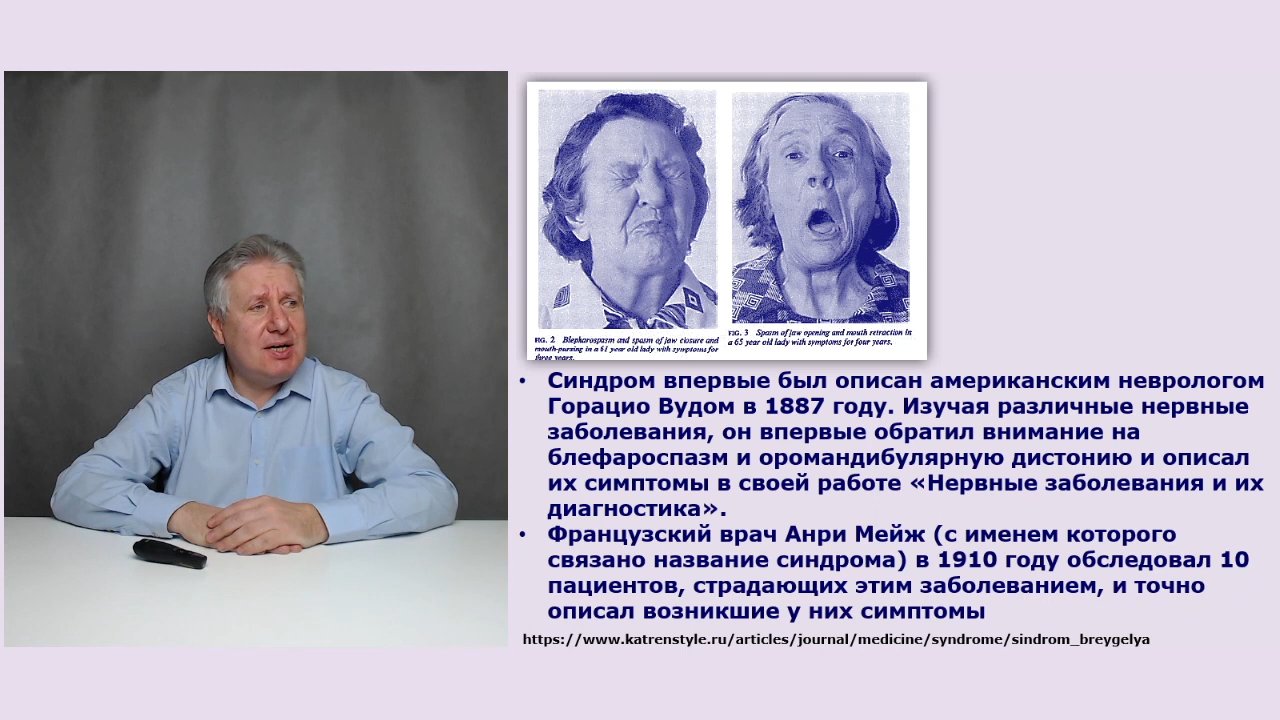 FIG. 2 Blepharospasm and spasm of jaw closure and
mouth-pursing in a 61 year old lady with symptoms for
three years.
FIG. 3 Spasm of jaw opening and mouth retraction in
a 65 year old lady with symptoms for four years.
• Синдром впервые был описан американским неврологом
Горацио Вудом в 1887 году. Изучая различные нервные
заболевания, он впервые обратил внимание на
блефароспазм и оромандибулярную дистонию и описал
их симптомы в своей работе «Нервные заболевания и их
диагностика».
• Французский врач Анри Мейж (с именем которого
связано название синдрома) в 1910 году обследовал 10
пациентов, страдающих этим заболеванием, и точно
описал возникшие у них симптомы
https://www.katrenstyle.ru/articles/journal/medicine/syndrome/sindrom_breygelya